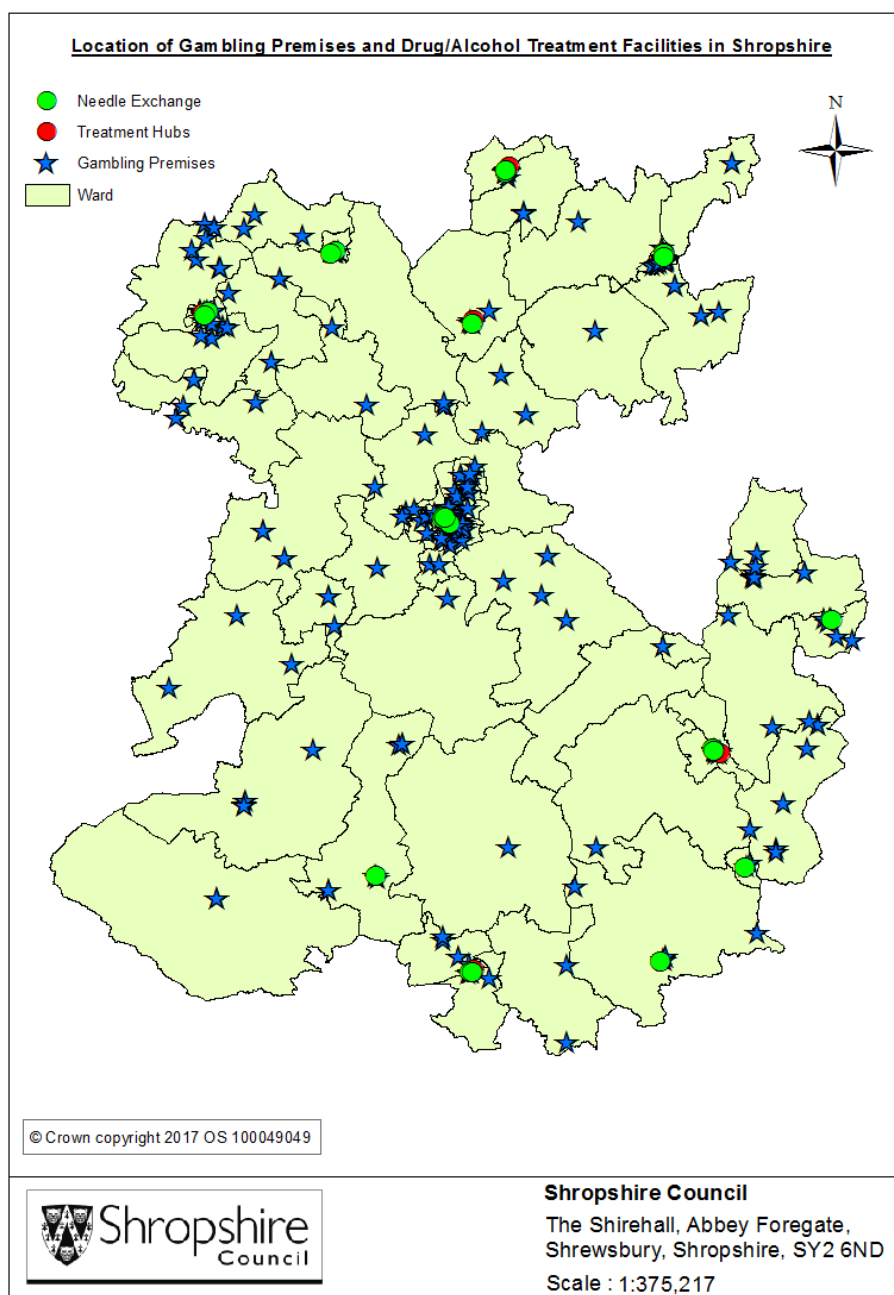 Location of Gambling Premises and Drug/Alcohol Treatment Facilities in Shropshire
Needle Exchange
Treatment Hubs
Gambling Premises
Ward
N
© Crown copyright 2017 OS 100049049
Shropshire
Council
Shropshire Council
The Shirehall, Abbey Foregate,
Shrewsbury, Shropshire, SY2 6ND
Scale : 1:375,217